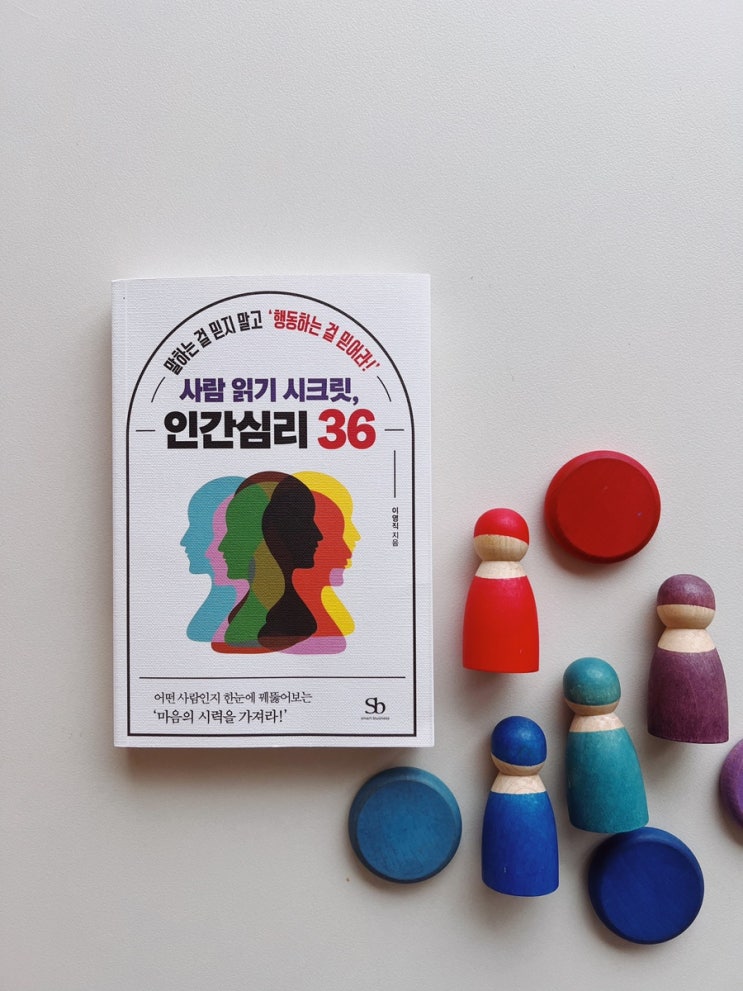 말하는 걸 믿지 말고 ‘행동하는 걸 믿어라!’
사람 읽기 시크릿,
인간심리 36
이영직 지음
어떤 사람인지 한눈에 꿰뚫어보는
‘마음의 시력을 가져라!’
Sb
smart business